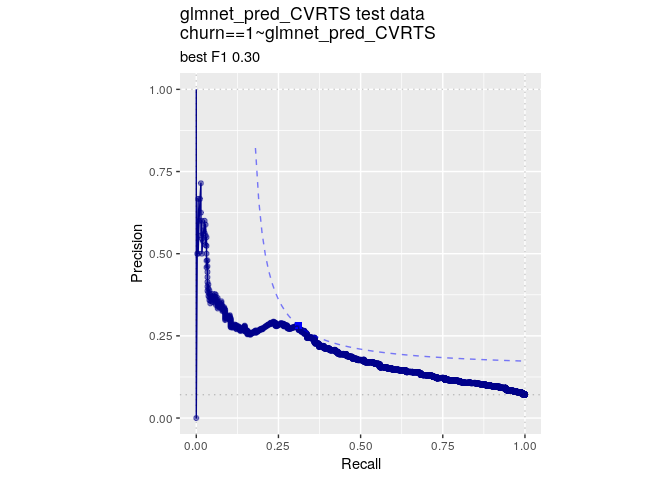 glmnet_pred_CVRTS test data
churn==1~glmnet_pred_CVRTS
best F1 0.30
1.00
0.75
0.50
0.25
0.00
Precision
0.00 0.25 0.50 0.75 1.00
Recall